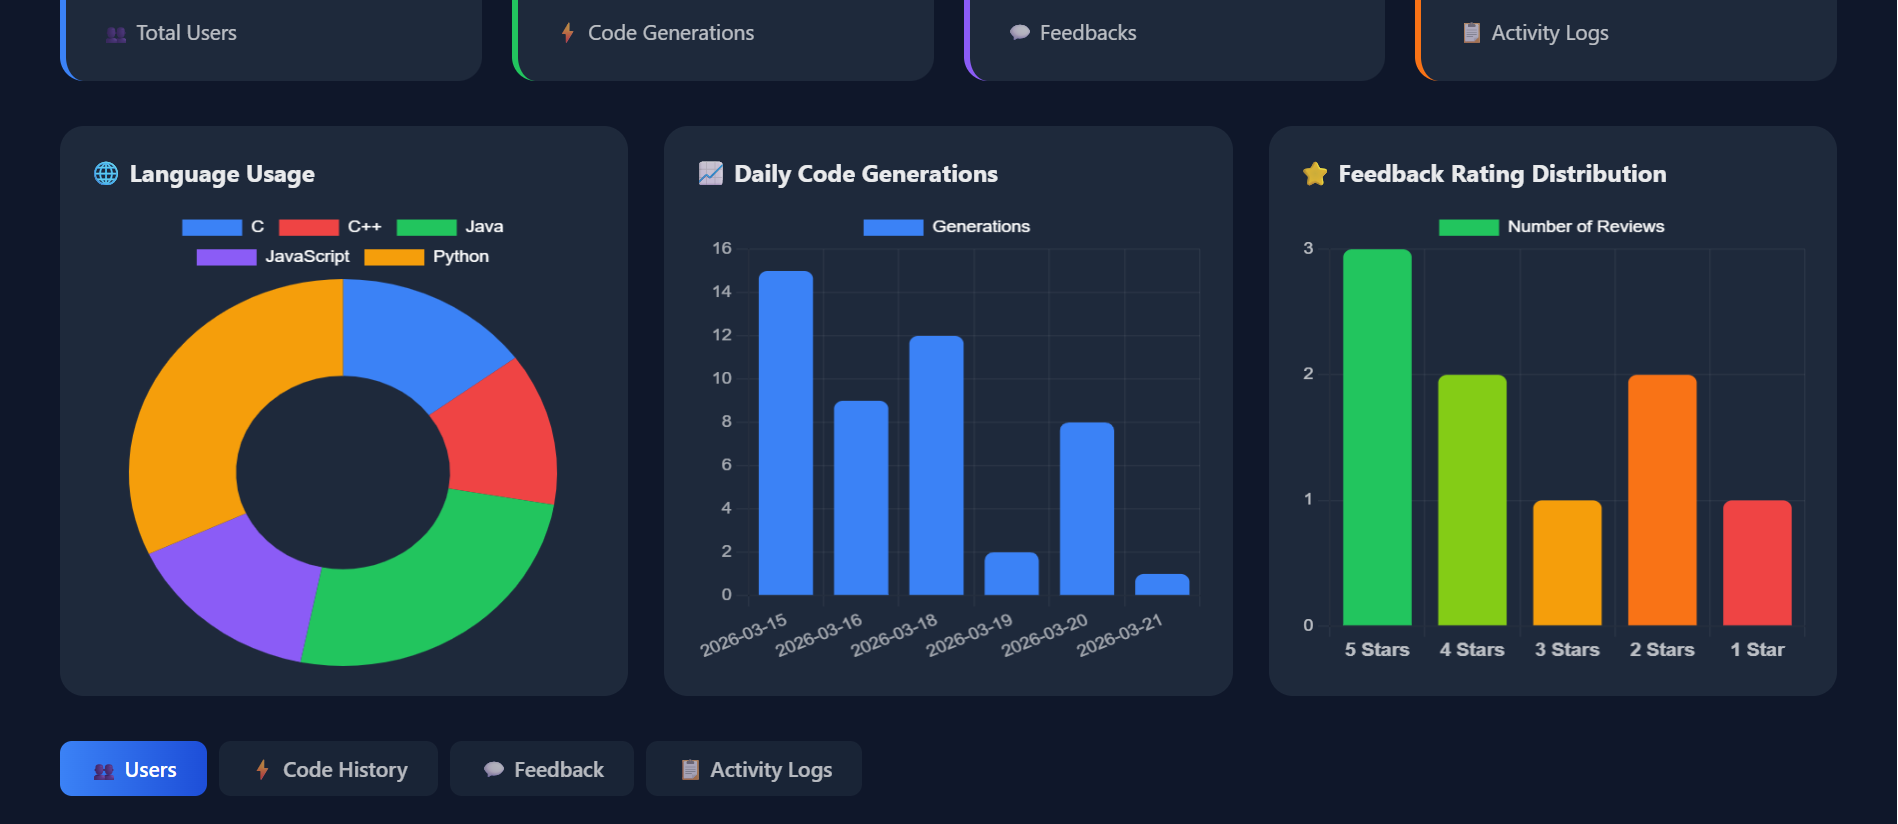 Total Users
Code Generations
Feedbacks
Activity Logs
Language Usage
C C++ Java
JavaScript Python
Daily Code Generations
Generations
16
14
12
10
8
6
4
2
0
2026-03-15 2026-03-16 2026-03-18 2026-03-19 2026-03-20 2026-03-21
Feedback Rating Distribution
Number of Reviews
3
2
1
0
5 Stars 4 Stars 3 Stars 2 Stars 1 Star
Users
Code History
Feedback
Activity Logs